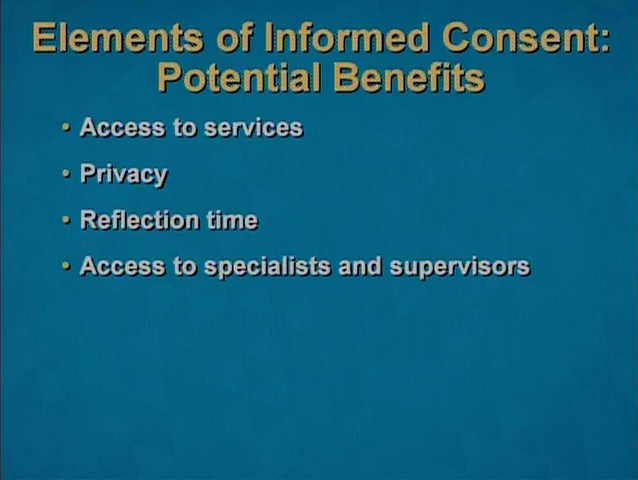 Elements of Informed Consent:
Potential Benefits
• Access to services
• Privacy
• Reflection time
• Access to specialists and supervisors